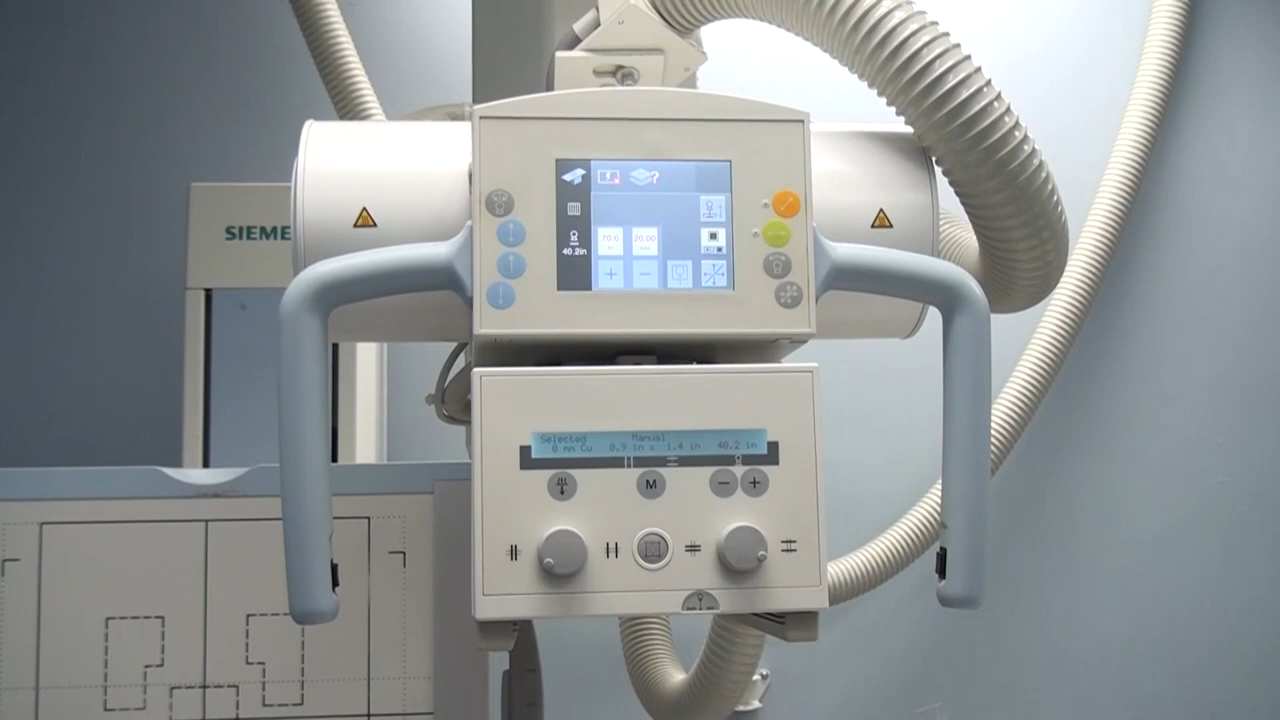 SIEME
?
70.0
20.00
40.2in
+ −
Selected Manual
0 mm Cu 0.9 in x 1.4 in 40.2 in
M − +